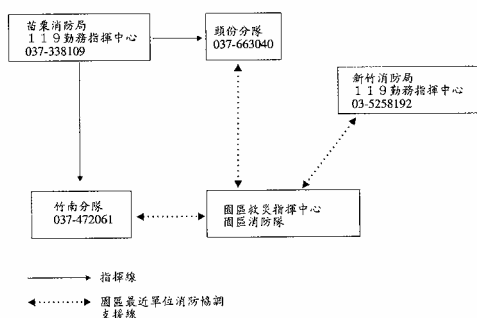 苗栗消防局
１１９勤務指揮中心
037-338109
頭份分隊
037-663040
新竹消防局
１１９勤務指揮中心
03-5258192
竹南分隊
037-472061
園區救災指揮中心
園區消防隊
指揮線
園區最近單位消防協調
支援線